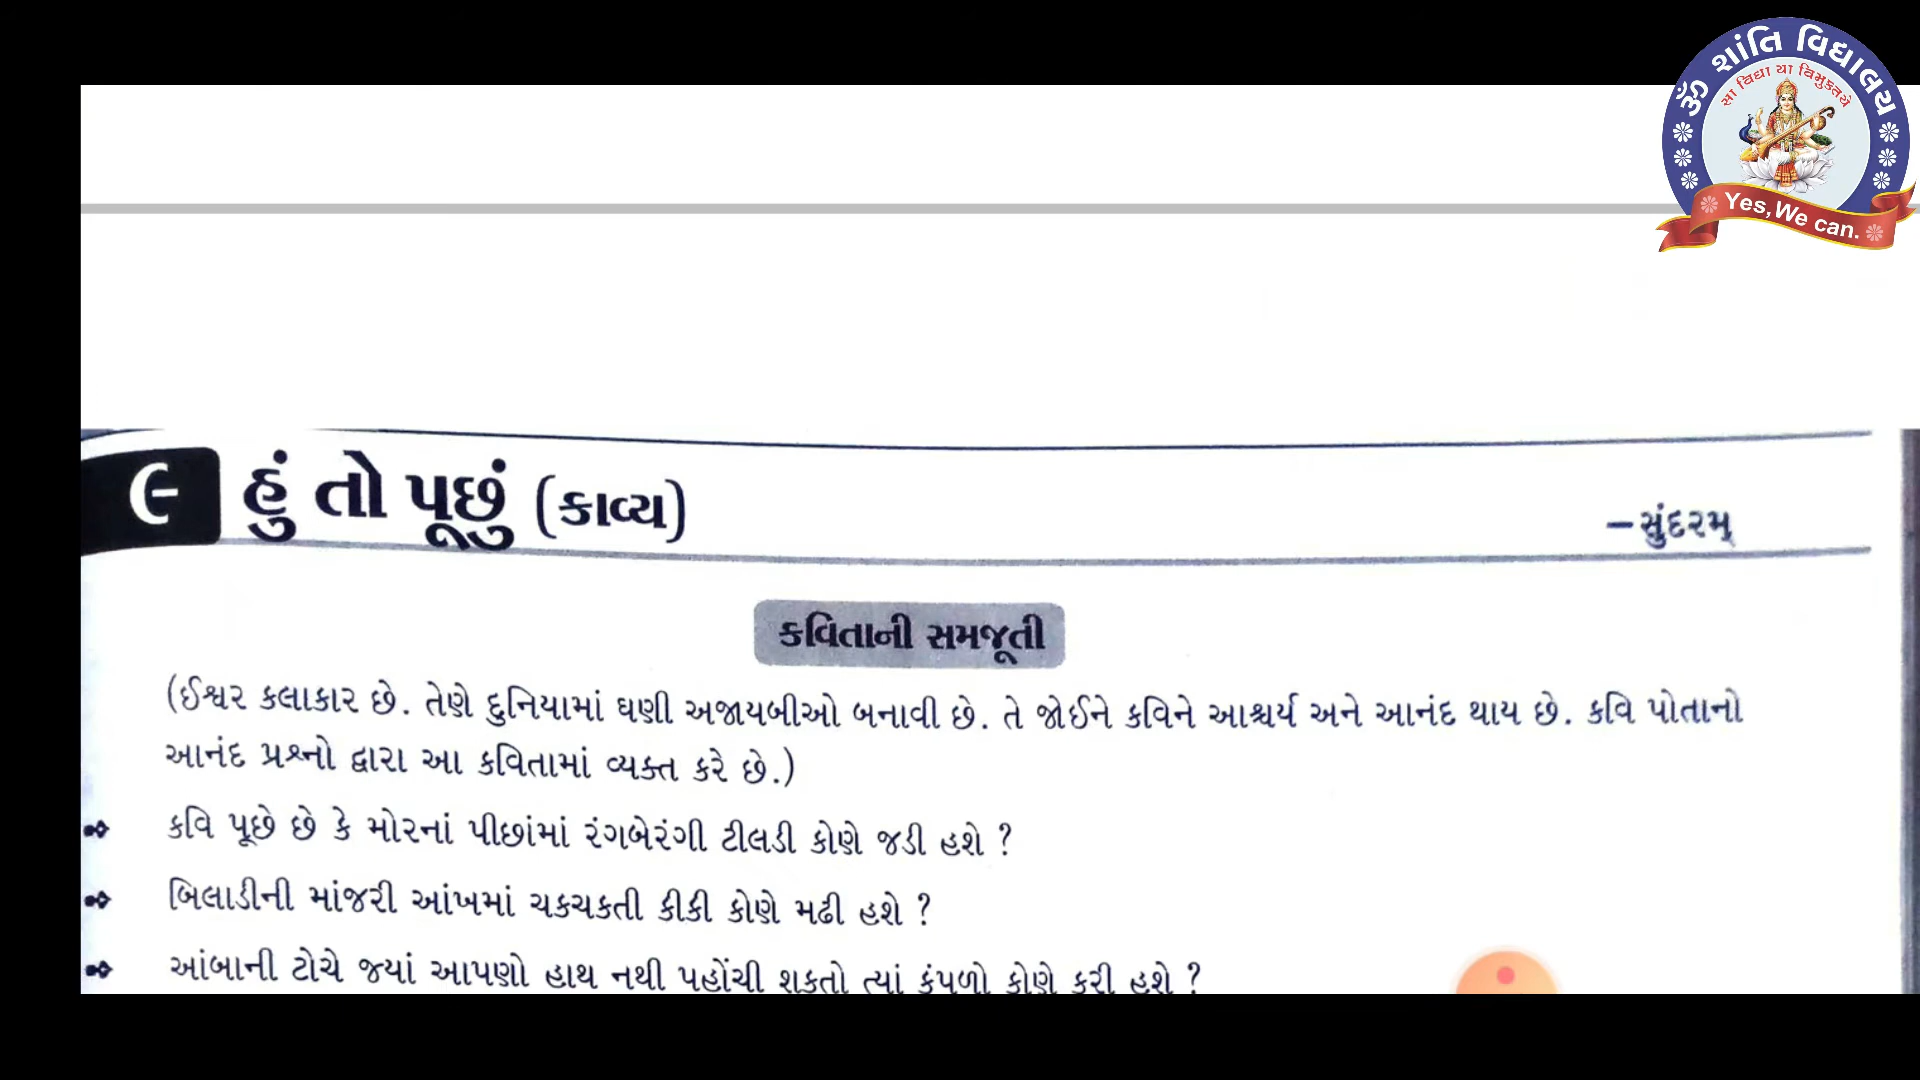 ૐ શાંતિ વિદ્યાલય
સા વિદ્યા યા વિમુક્તયે
Yes, We can.
૯ હું તો પૂછું (કાવ્ય)
–સુંદરમ્
કવિતાની સમજૂતી
(ઈશ્વર કલાકાર છે. તેણે દુનિયામાં ઘણી અજાયબીઓ બનાવી છે. તે જોઈને કવિને આશ્ચર્ય અને આનંદ થાય છે. કવિ પોતાનો
આનંદ પ્રશ્નો દ્વારા આ કવિતામાં વ્યક્ત કરે છે.)
કવિ પૂછે છે કે મોરનાં પીછાંમાં રંગબેરંગી ટીલડી કોણે જડી હશે ?
બિલાડીની માંજરી આંખમાં ચકચકતી કીકી કોણે મઢી હશે ?
આંબાની ટોચે જ્યાં આપણો હાથ નથી પહોંચી શકતો ત્યાં કૂંપળો કોણે કરી હશે ?